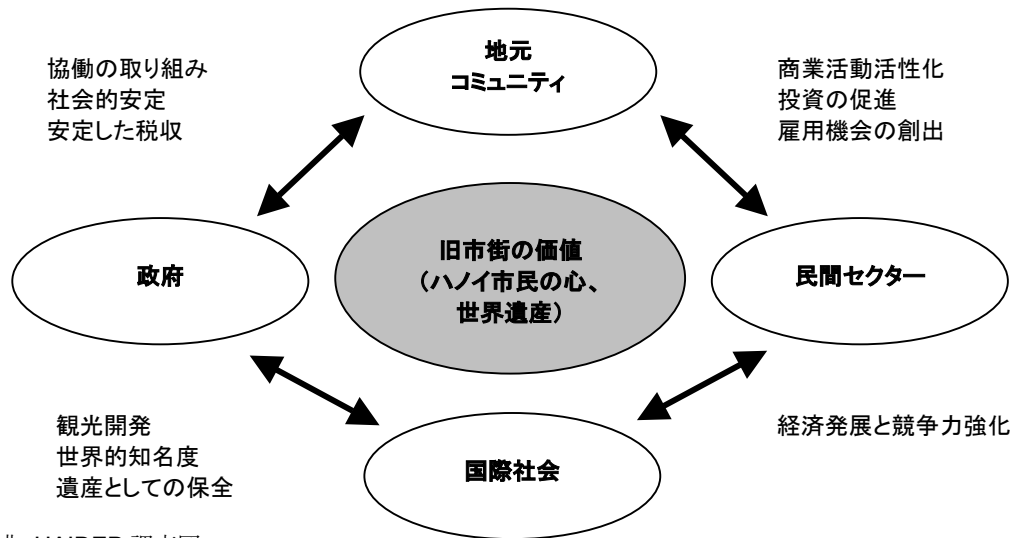 地元
コミュニティ
協働の取り組み
社会的安定
安定した税収
商業活動活性化
投資の促進
雇用機会の創出
政府
旧市街の価値
（ハノイ市民の心、
世界遺産）
民間セクター
観光開発
世界的知名度
遺産としての保全
国際社会
経済発展と競争力強化